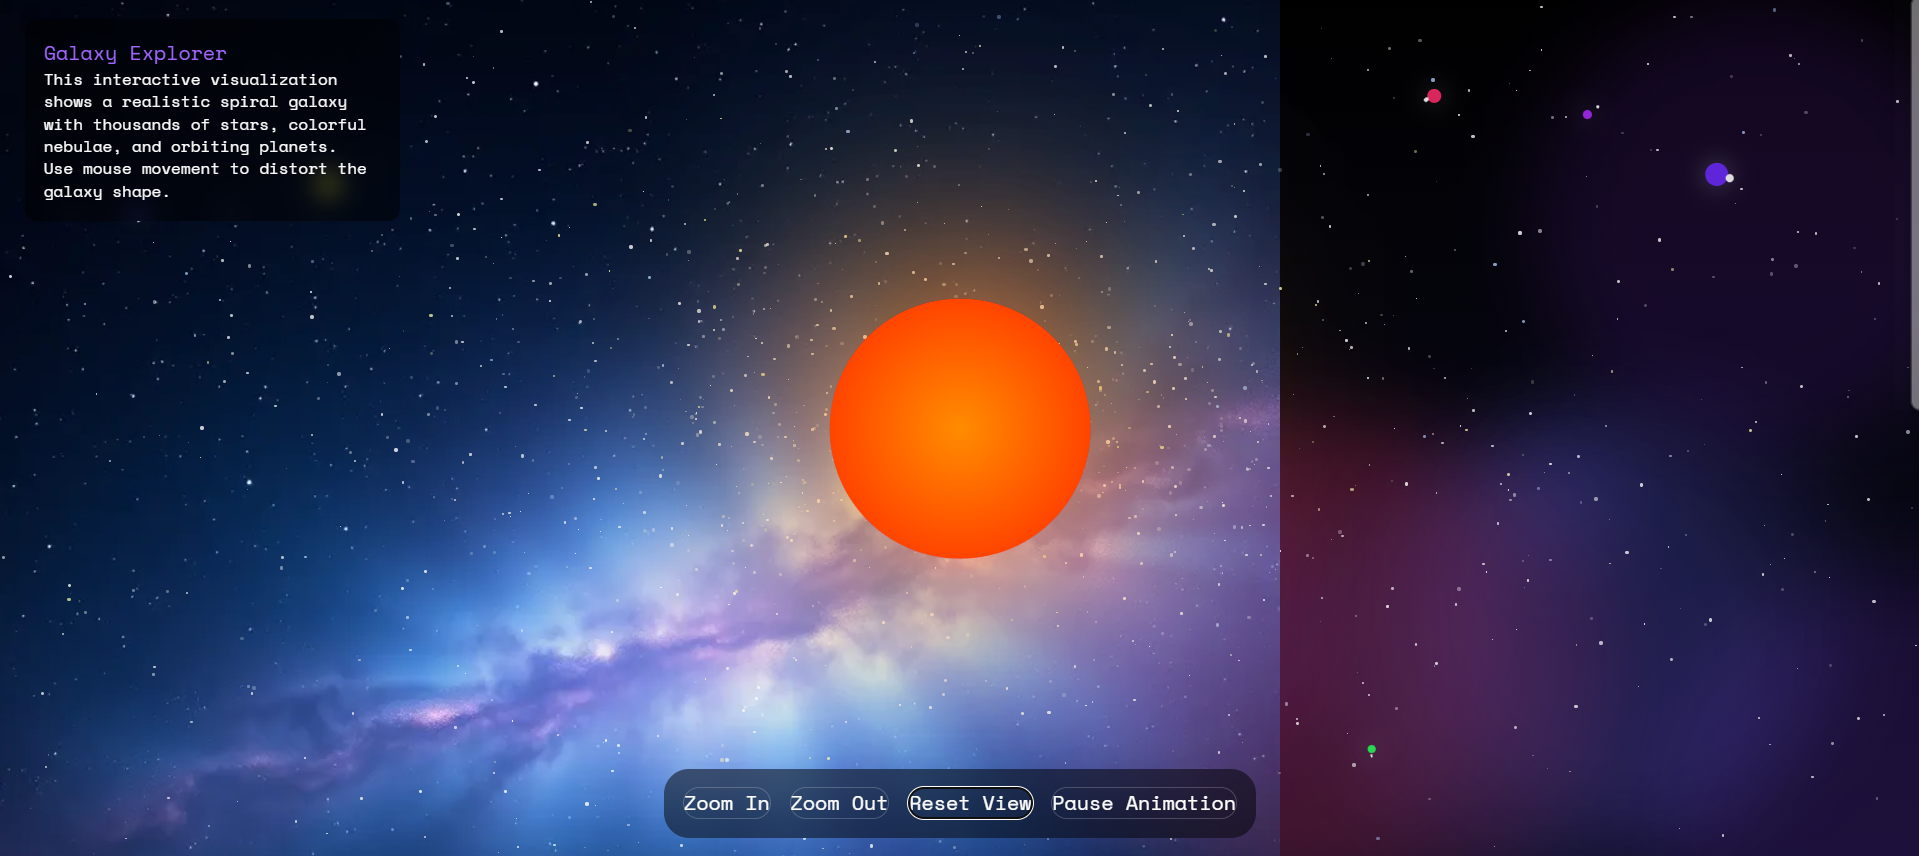 Galaxy Explorer
This interactive visualization
shows a realistic spiral galaxy
with thousands of stars, colorful
nebulae, and orbiting planets.
Use mouse movement to distort the
galaxy shape.
Zoom In Zoom Out Reset View Pause Animation